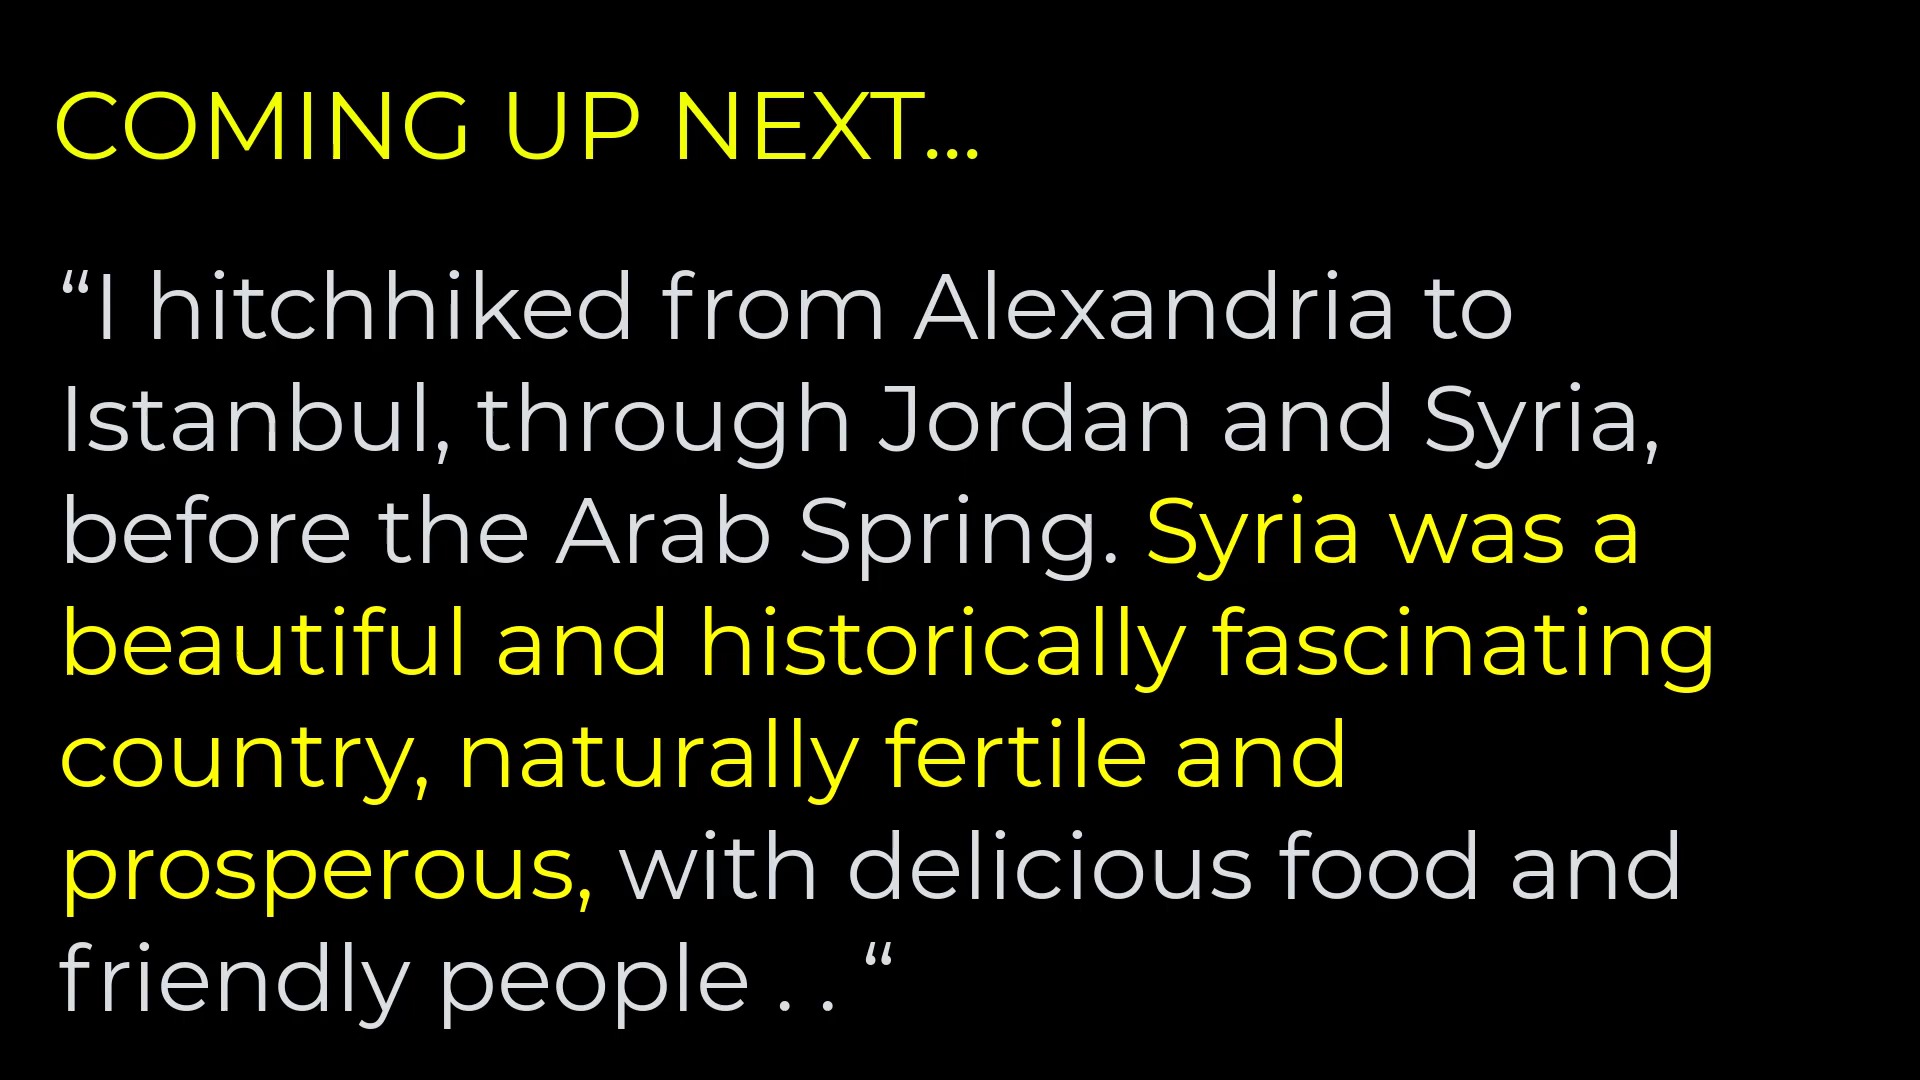 COMING UP NEXT...
“I hitchhiked from Alexandria to
Istanbul, through Jordan and Syria,
before the Arab Spring. Syria was a
beautiful and historically fascinating
country, naturally fertile and
prosperous, with delicious food and
friendly people . . “